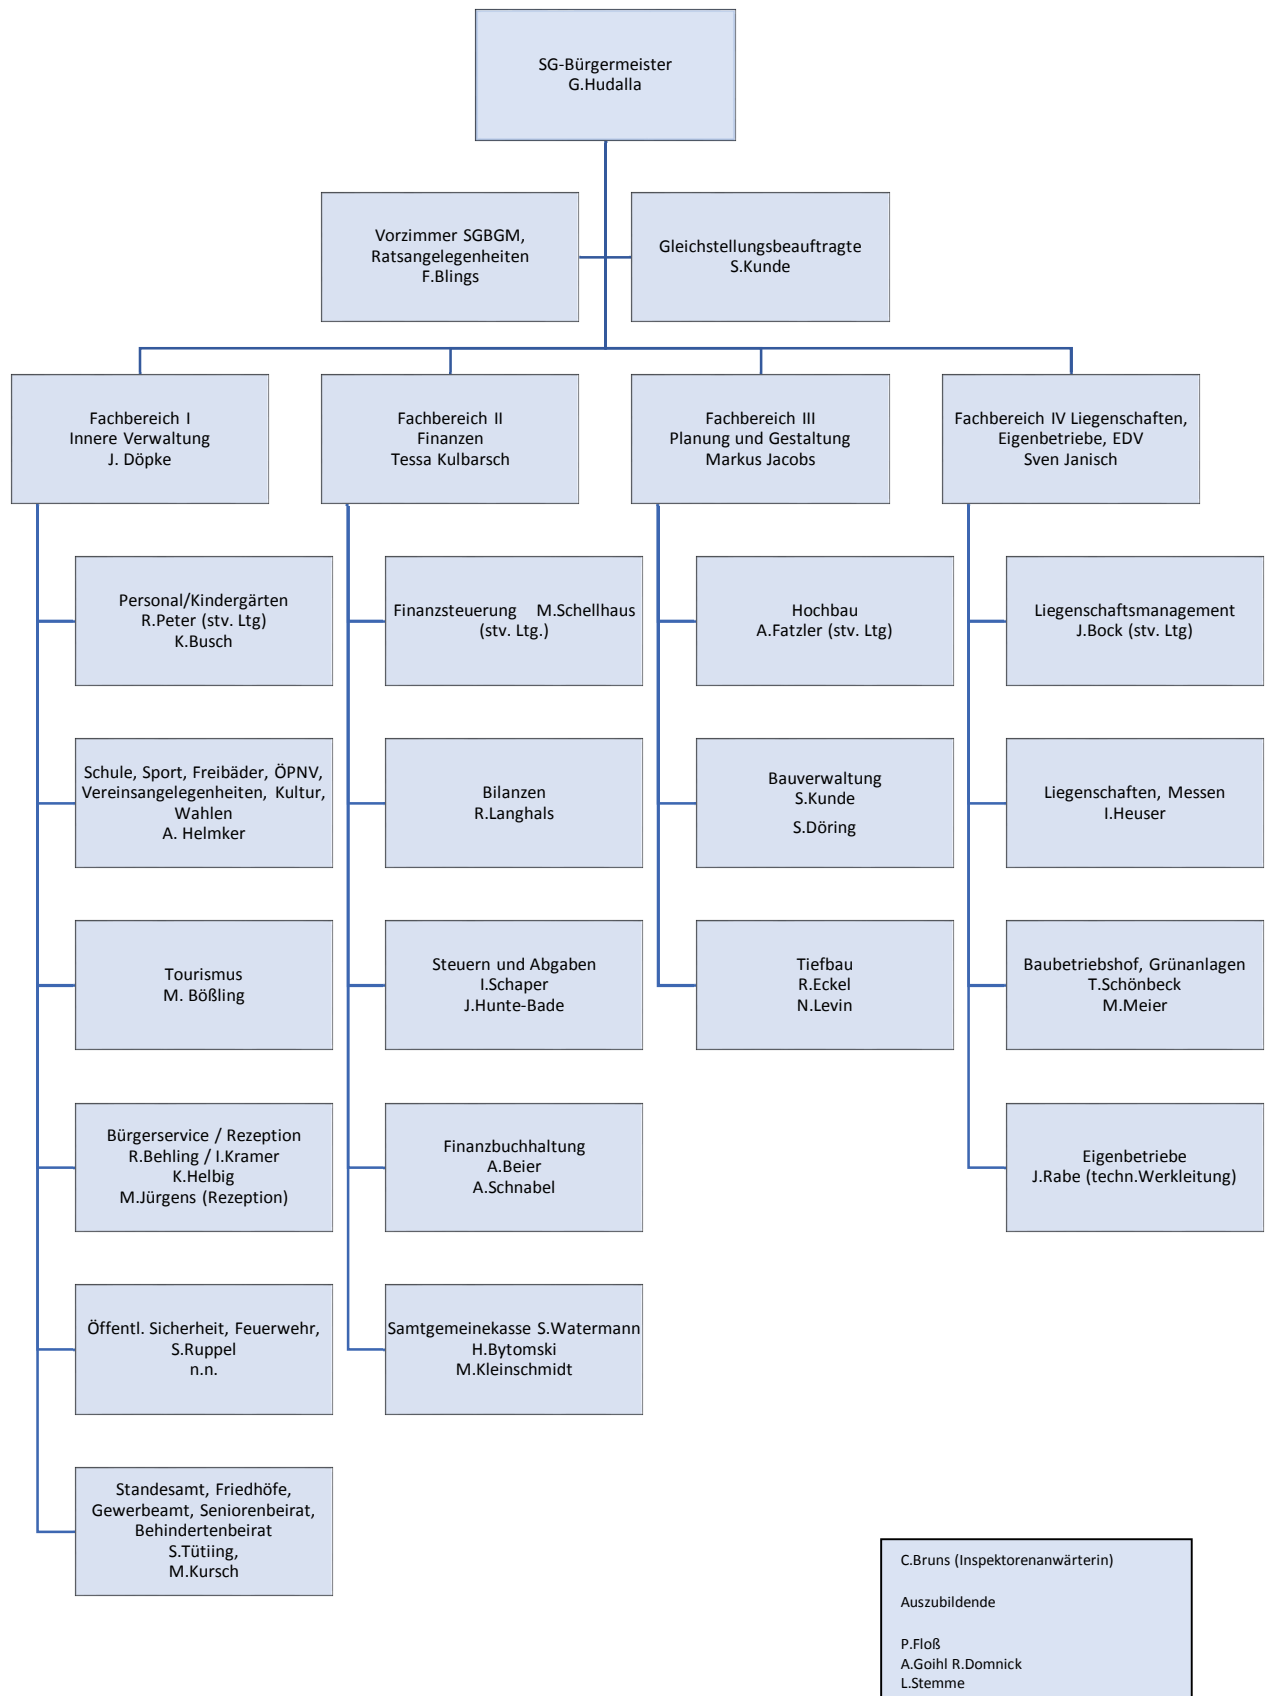 SG-Bürgermeister
G.Hudalla
Vorzimmer SGBGM,
Ratsangelegenheiten
F.Blings
Gleichstellungsbeauftragte
S.Kunde
Fachbereich I
Innere Verwaltung
J. Döpke
Fachbereich II
Finanzen
Tessa Kulbarsch
Fachbereich III
Planung und Gestaltung
Markus Jacobs
Fachbereich IV Liegenschaften,
Eigenbetriebe, EDV
Sven Janisch
Personal/Kindergärten
R.Peter (stv. Ltg)
K.Busch
Schule, Sport, Freibäder, ÖPNV,
Vereinsangelegenheiten, Kultur,
Wahlen
A. Helmker
Tourismus
M. Bößling
Bürgerservice / Rezeption
R.Behling / I.Kramer
K.Helbig
M.Jürgens (Rezeption)
Öffentl. Sicherheit, Feuerwehr,
S.Ruppel
n.n.
Standesamt, Friedhöfe,
Gewerbeamt, Seniorenbeirat,
Behindertenbeirat
S.Tütiing,
M.Kursch
Finanzsteuerung M.Schellhaus
(stv. Ltg.)
Bilanzen
R.Langhals
Steuern und Abgaben
I.Schaper
J.Hunte-Bade
Finanzbuchhaltung
A.Beier
A.Schnabel
Samtgemeinekasse S.Watermann
H.Bytomski
M.Kleinschmidt
Hochbau
A.Fatzler (stv. Ltg)
Bauverwaltung
S.Kunde
S.Döring
Tiefbau
R.Eckel
N.Levin
Liegenschaftsmanagement
J.Bock (stv. Ltg)
Liegenschaften, Messen
I.Heuser
Baubetriebshof, Grünanlagen
T.Schönbeck
M.Meier
Eigenbetriebe
J.Rabe (techn.Werkleitung)
C.Bruns (Inspektorenanwärterin)
Auszubildende
P.Floß
A.Goihl R.Domnick
L.Stemme